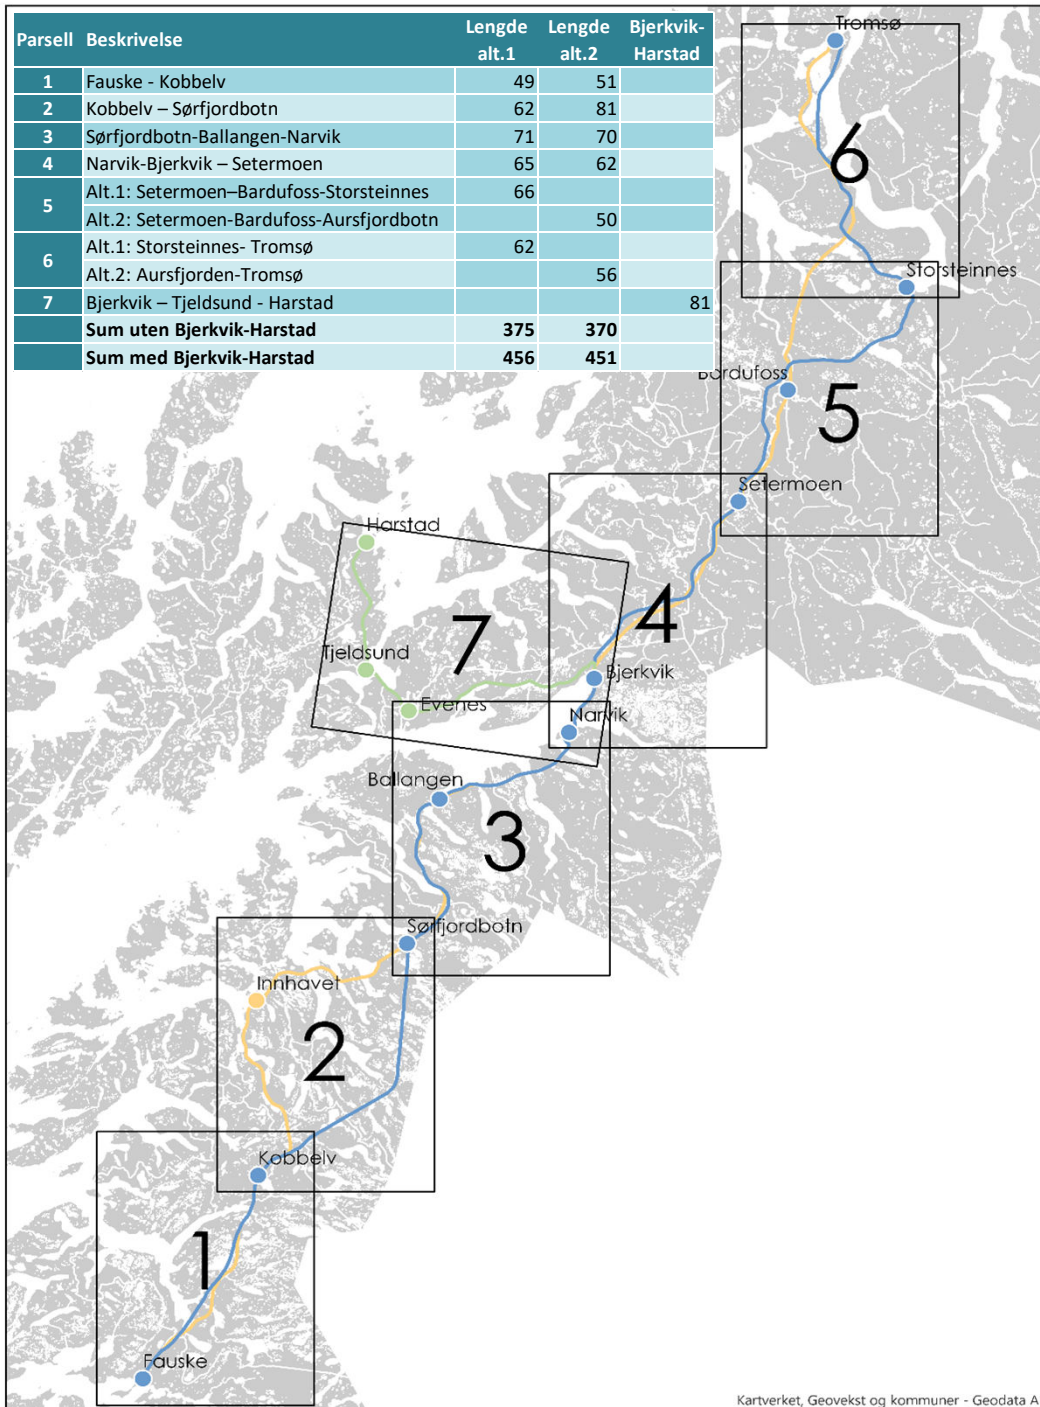 Parsell Beskrivelse Lengde alt.1 Lengde alt.2 Bjerkvik-Harstad
1 Fauske - Kobbelv 49 51
2 Kobbelv – Sørfjordbotn 62 81
3 Sørfjordbotn-Ballangen-Narvik 71 70
4 Narvik-Bjerkvik – Setermoen 65 62
5 Alt.1: Setermoen–Bardufoss-Storsteinnes 66
Alt.2: Setermoen-Bardufoss-Aursfjordbotn 50
6 Alt.1: Storsteinnes- Tromsø 62
Alt.2: Aursfjorden-Tromsø 56
7 Bjerkvik – Tjeldsund - Harstad 81
Sum uten Bjerkvik-Harstad 375 370
Sum med Bjerkvik-Harstad 456 451
Tromsø
6
Storsteinnes
Bardufoss
5
Setermoen
Harstad
4
7
Tjeldsund
Bjerkvik
Evenes
Narvik
Ballangen
3
Sørfjordbotn
Innhavet
2
Kobbelv
1
Fauske
Kartverket, Geovekst og kommuner - Geodata A